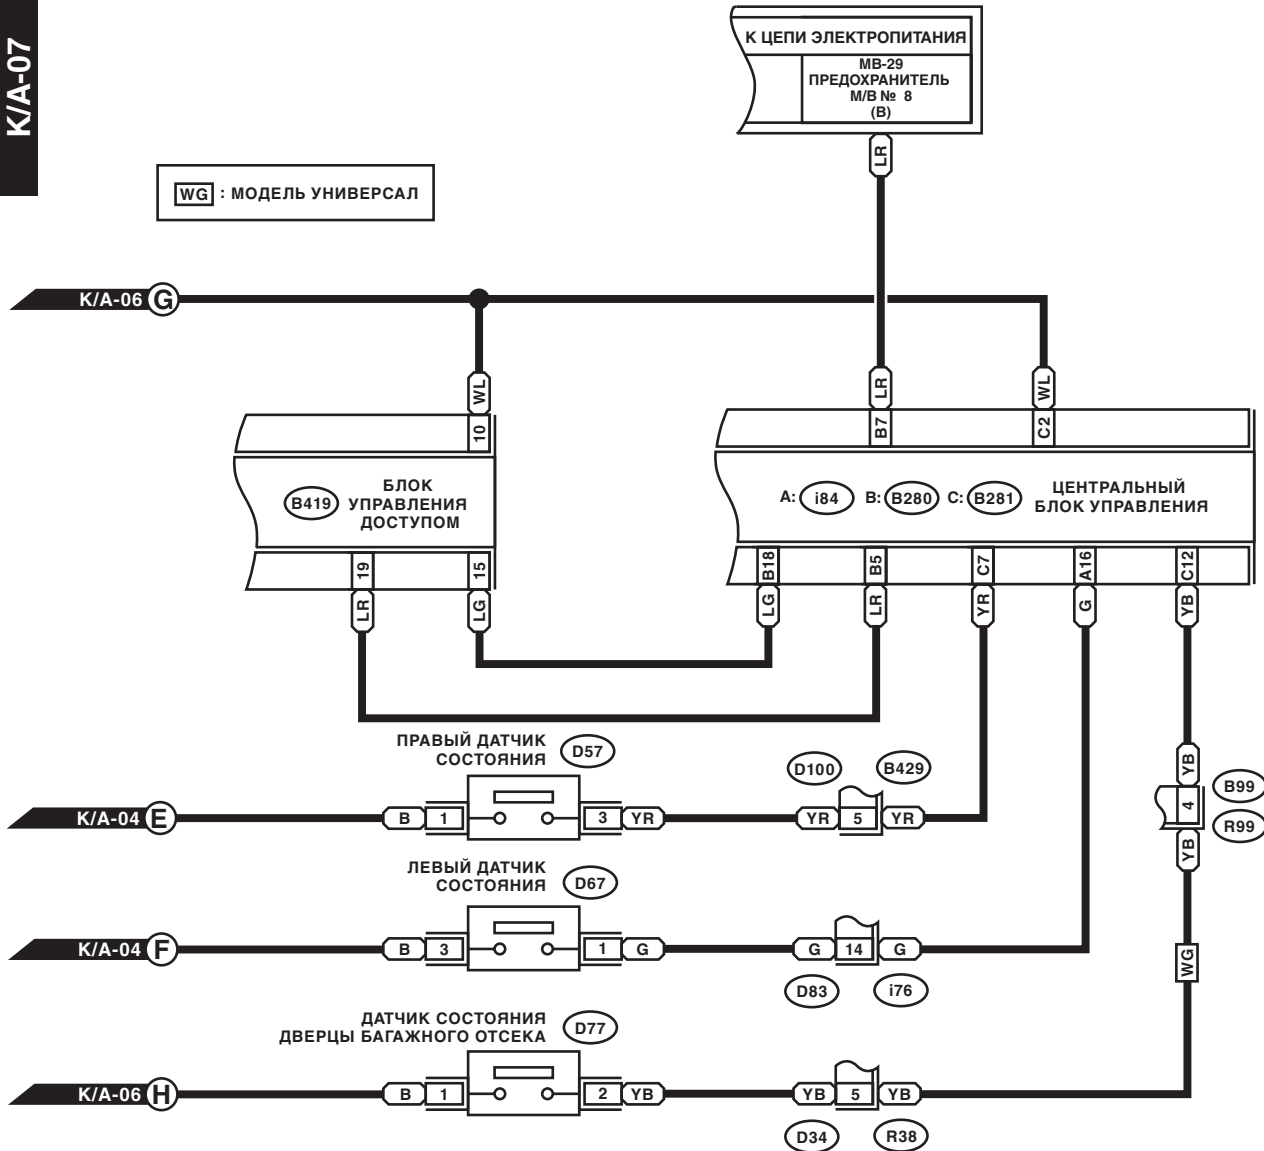 K/A-07
К ЦЕПИ ЭЛЕКТРОПИТАНИЯ
MB-29
ПРЕДОХРАНИТЕЛЬ
M/B № 8
(B)
LR
WG : МОДЕЛЬ УНИВЕРСАЛ
K/A-06 G
WL
LR
WL
10
B7
C2
B419
БЛОК
УПРАВЛЕНИЯ
ДОСТУПОМ
A: i84 B: B280 C: B281
ЦЕНТРАЛЬНЫЙ
БЛОК УПРАВЛЕНИЯ
19
15
B18
B5
C7
A16
C12
LR
LG
LG
LR
YR
G
YB
ПРАВЫЙ ДАТЧИК
СОСТОЯНИЯ
D57
D100
B429
YB
4
YB
B99
R99
K/A-04 E
B 1
3 YR
YR 5 YR
ЛЕВЫЙ ДАТЧИК
СОСТОЯНИЯ
D67
K/A-04 F
B 3
1 G
G 14 G
WG
D83
i76
ДАТЧИК СОСТОЯНИЯ
ДВЕРЦЫ БАГАЖНОГО ОТСЕКА
D77
K/A-06 H
B 1
2 YB
YB 5 YB
D34
R38